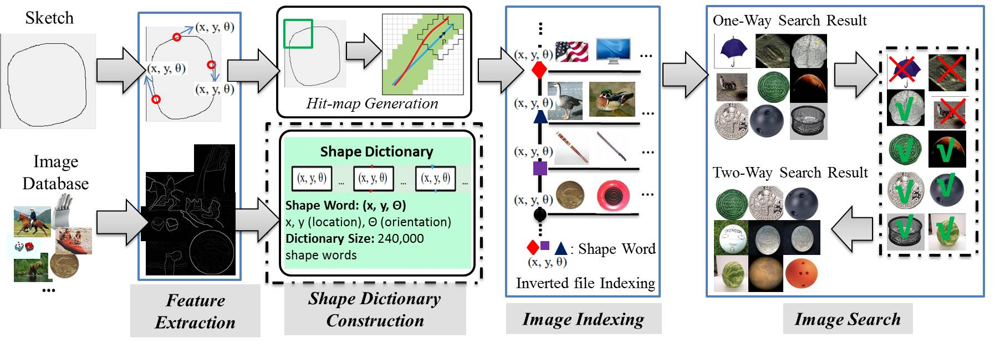 Sketch
(x, y, θ)
(x, y, θ)
(x, y, θ)
Image
Database
...
Feature
Extraction
p
Hit-map Generation
Shape Dictionary
(x, y, θ) ... (x, y, θ) ... (x, y, θ) ...
Shape Word: (x, y, Θ)
x, y (location), Θ (orientation)
Dictionary Size: 240,000
shape words
Shape Dictionary
Construction
(x, y, θ)
...
(x, y, θ)
...
(x, y, θ)
...
(x, y, θ)
...
: Shape Word
(x, y, θ)
Inverted file Indexing
Image Indexing
One-Way Search Result
Two-Way Search Result
Image Search